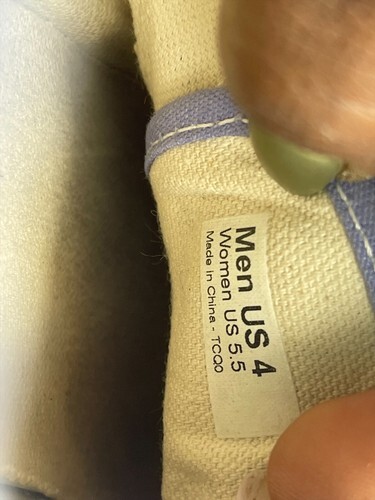 Men US 4
Women US 5.5
Made in China - TCQ0